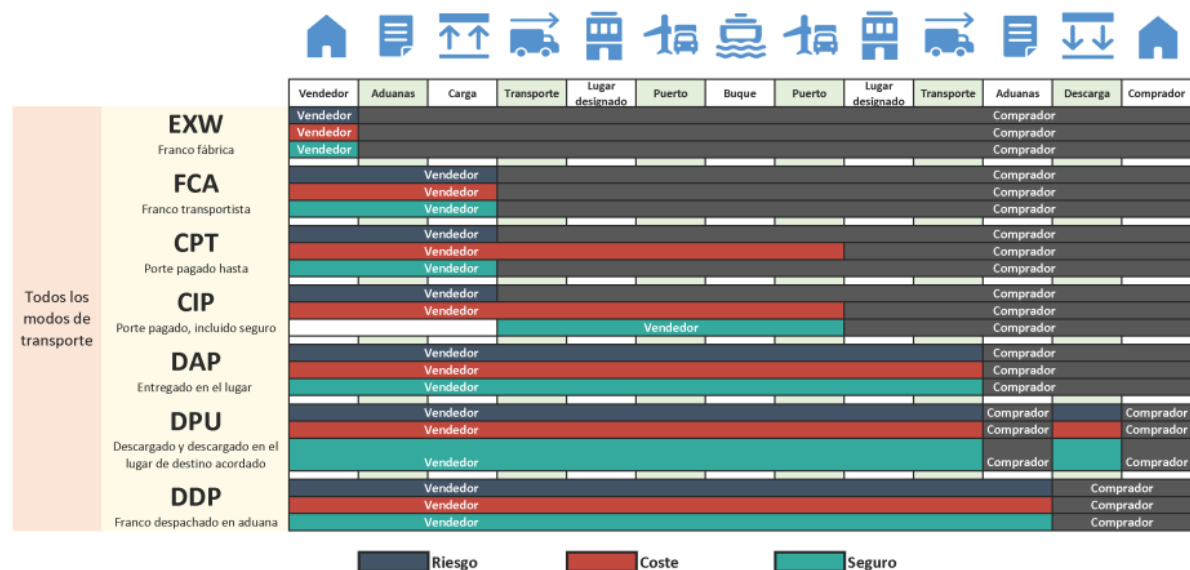 Vendedor Aduanas Carga Transporte Lugar designado Puerto Buque Puerto Lugar designado Transporte Aduanas Descarga Comprador
Todos los
modos de
transporte
EXW
Franco fábrica
Vendedor Comprador
Vendedor Comprador
Vendedor Comprador
FCA
Franco transportista
Vendedor Comprador
Vendedor Comprador
Vendedor Comprador
CPT
Porte pagado hasta
Vendedor Comprador
Vendedor Comprador
Vendedor Comprador
CIP
Porte pagado, incluido seguro
Vendedor Comprador
Vendedor Comprador
Vendedor Comprador
DAP
Entregado en el lugar
Vendedor Comprador
Vendedor Comprador
Vendedor Comprador
DPU
Descargado y descargado en el
lugar de destino acordado
Vendedor Comprador Comprador
Vendedor Comprador Comprador
Vendedor Comprador Comprador
DDP
Franco despachado en aduana
Vendedor Comprador
Vendedor Comprador
Vendedor Comprador
Riesgo Coste Seguro